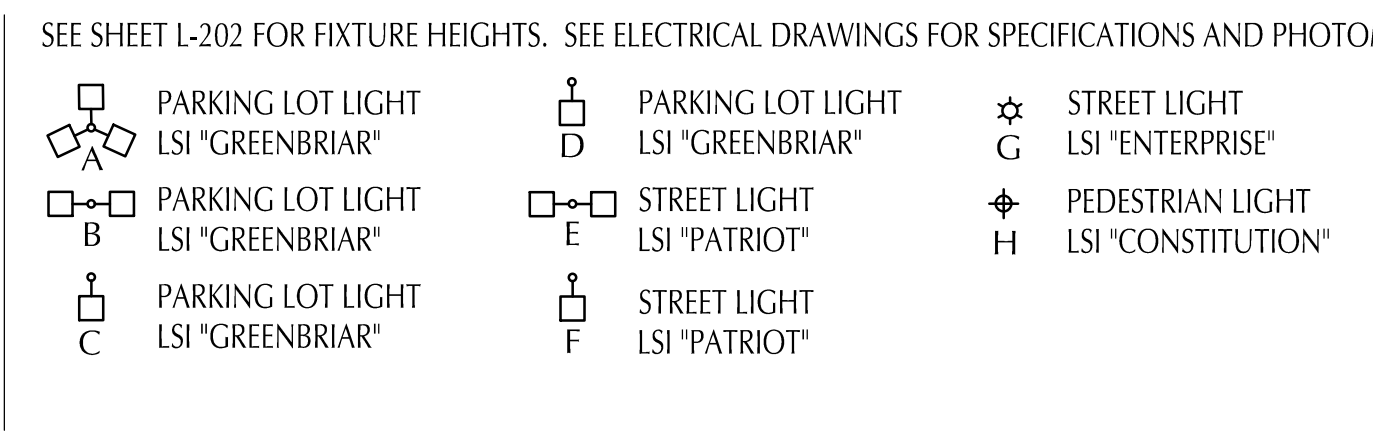 SEE SHEET L-202 FOR FIXTURE HEIGHTS. SEE ELECTRICAL DRAWINGS FOR SPECIFICATIONS AND
A
PARKING LOT LIGHT
LSI "GREENBRIAR"
B
PARKING LOT LIGHT
LSI "GREENBRIAR"
C
PARKING LOT LIGHT
LSI "GREENBRIAR"
D
PARKING LOT LIGHT
LSI "GREENBRIAR"
E
STREET LIGHT
LSI "PATRIOT"
F
STREET LIGHT
LSI "PATRIOT"
G
STREET LIGHT
LSI "ENTERPRISE"
H
PEDESTRIAN LIGHT
LSI "CONSTITUTION"